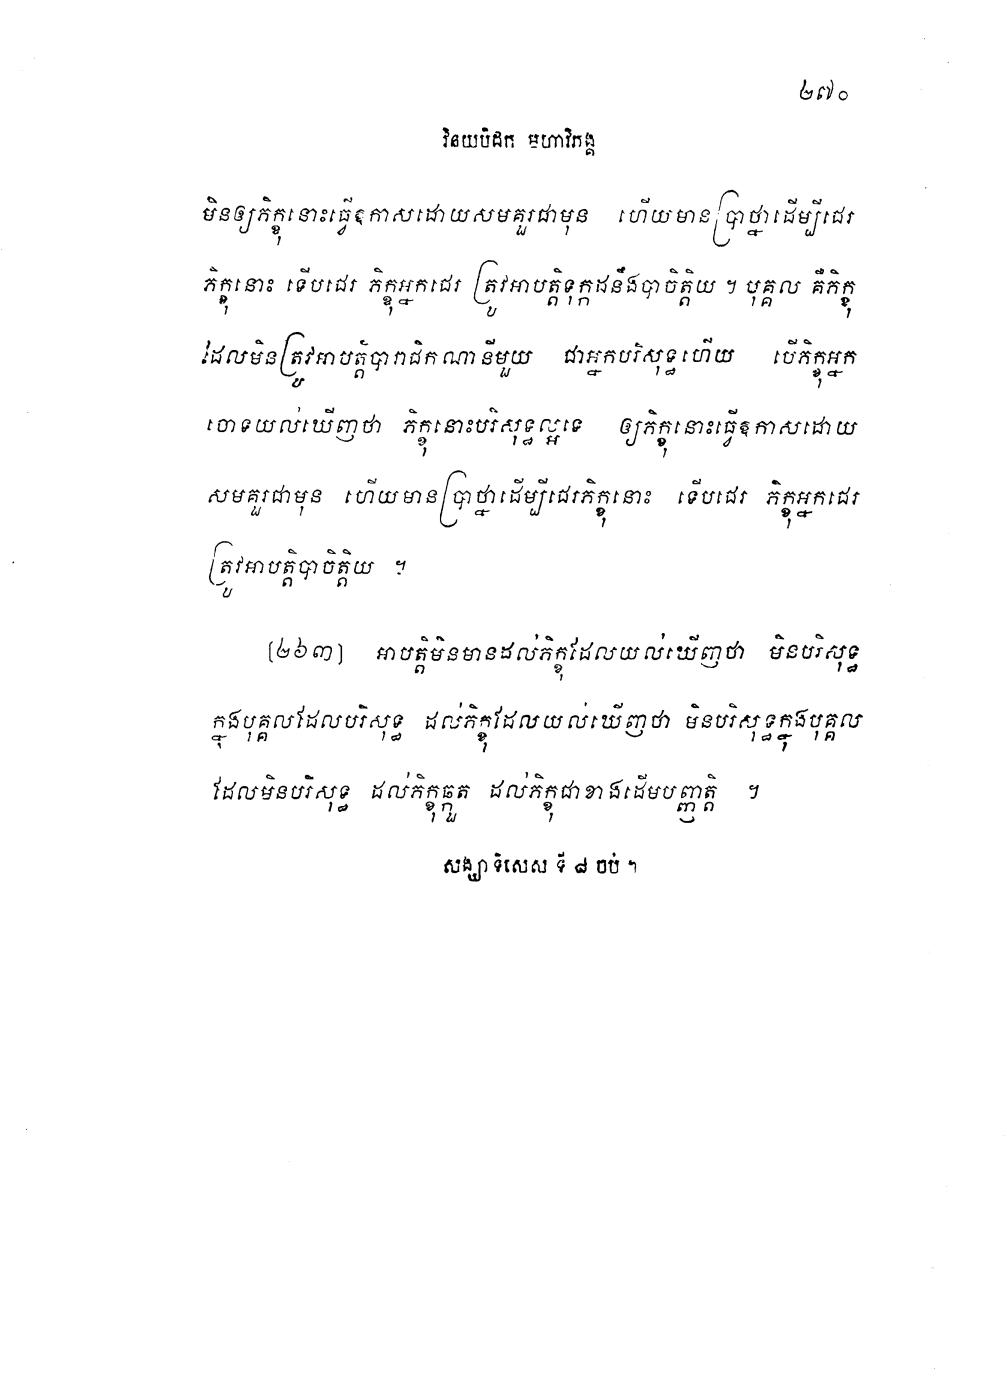 ២៧០
វិនយបិដក មហាវិភង្គ
មិនឲ្យភិក្ខុនោះធ្វើឱកាសដោយសមគួរជាមុន ហើយមានប្រាថ្នាដើម្បីជេរ
ភិក្ខុនោះ ទើបជេរ ភិក្ខុអ្នកជេរ ត្រូវអាបត្តិទុក្កដនឹងបាចិត្តិយ ។ បុគ្គល គឺភិក្ខុ
ដែលមិនត្រូវអាបត្តិបារាជិកណានីមួយ ជាអ្នកបរិសុទ្ធហើយ បើភិក្ខុអ្នក
ចោទយល់ឃើញថា ភិក្ខុនោះបរិសុទ្ធល្អទេ ឲ្យភិក្ខុនោះធ្វើឱកាសដោយ
សមគួរជាមុន ហើយមានប្រាថ្នាដើម្បីជេរភិក្ខុនោះ ទើបជេរ ភិក្ខុអ្នកជេរ
ត្រូវអាបត្តិបាចិត្តិយ ។
[២៦៣] អាបត្តិមិនមានដល់ភិក្ខុដែលយល់ឃើញថា មិនបរិសុទ្ធ
ក្នុងបុគ្គលដែលបរិសុទ្ធ ដល់ភិក្ខុដែលយល់ឃើញថា មិនបរិសុទ្ធក្នុងបុគ្គល
ដែលមិនបរិសុទ្ធ ដល់ភិក្ខុឆ្កួត ដល់ភិក្ខុជាខាងដើមបញ្ញត្តិ ។
សង្ឃាទិសេស ទី ៨ ចប់ ។